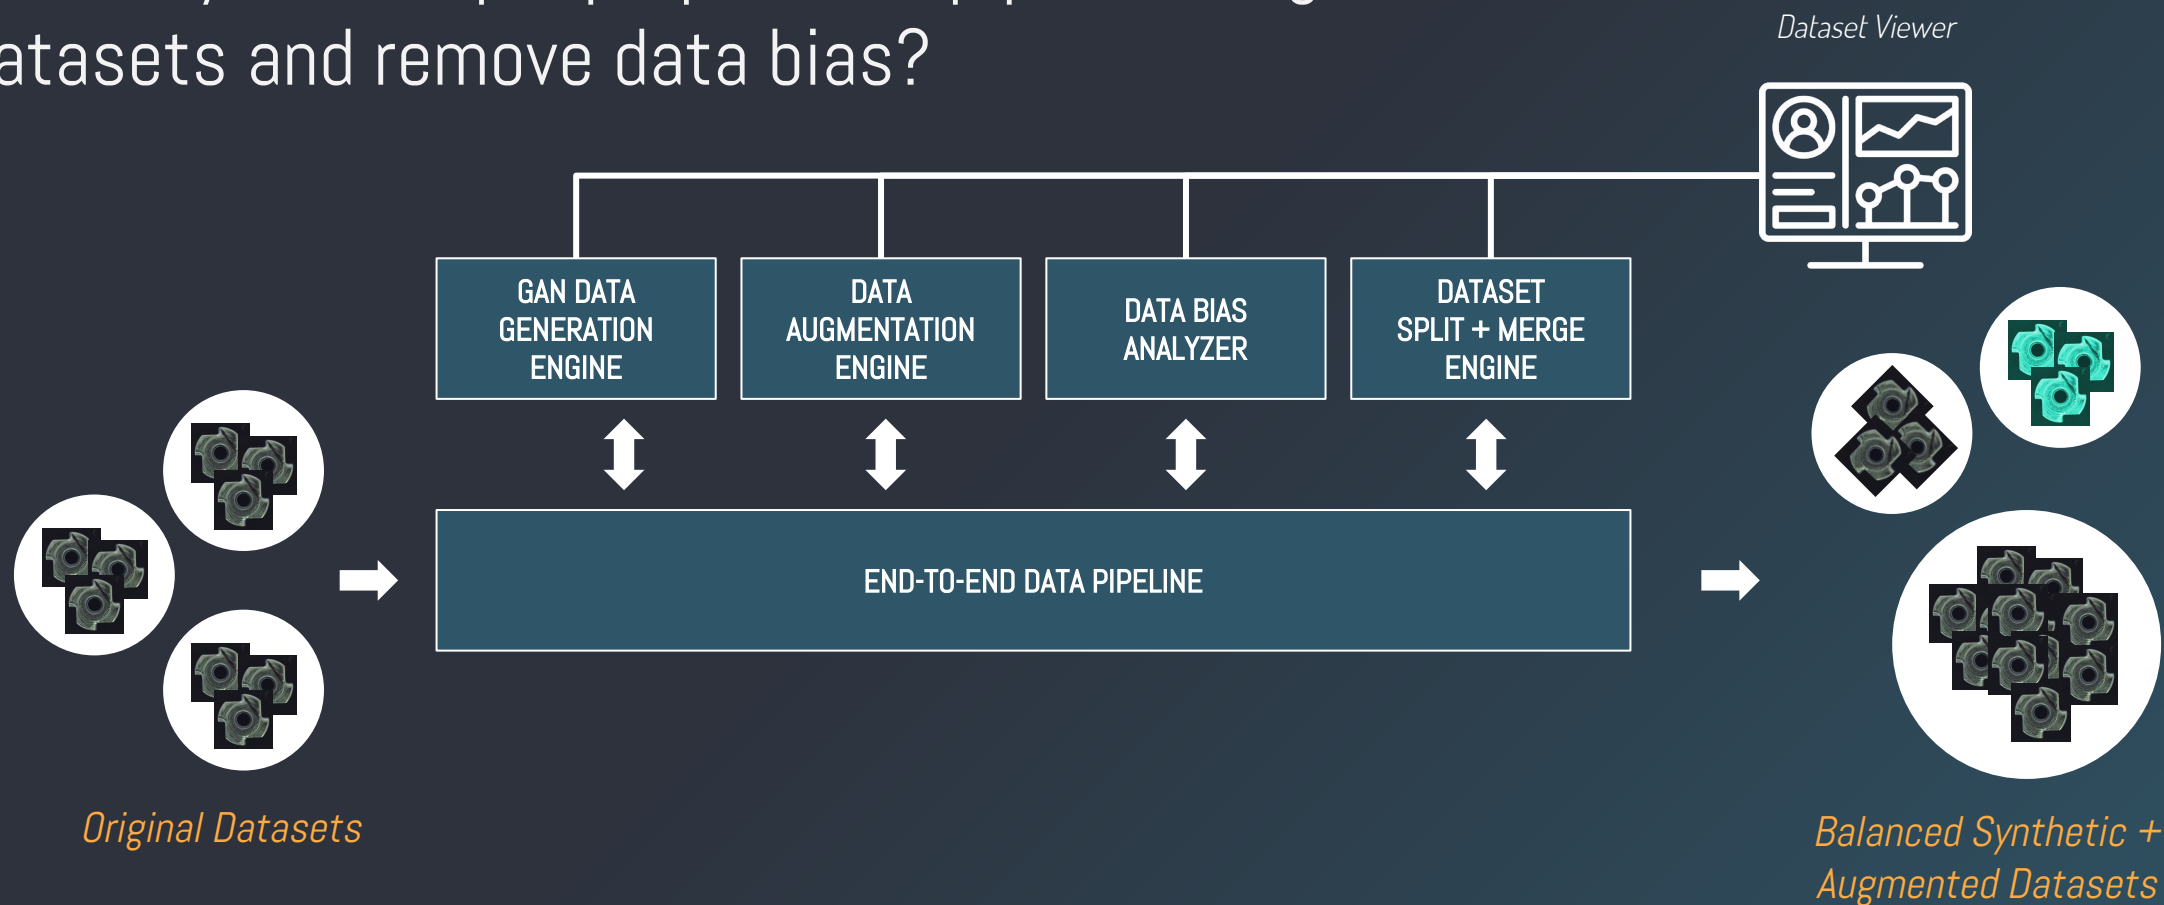 atasets and remove data bias?
Dataset Viewer
GAN DATA
GENERATION
ENGINE
DATA
AUGMENTATION
ENGINE
DATA BIAS
ANALYZER
DATASET
SPLIT + MERGE
ENGINE
END-TO-END DATA PIPELINE
Original Datasets
Balanced Synthetic +
Augmented Datasets